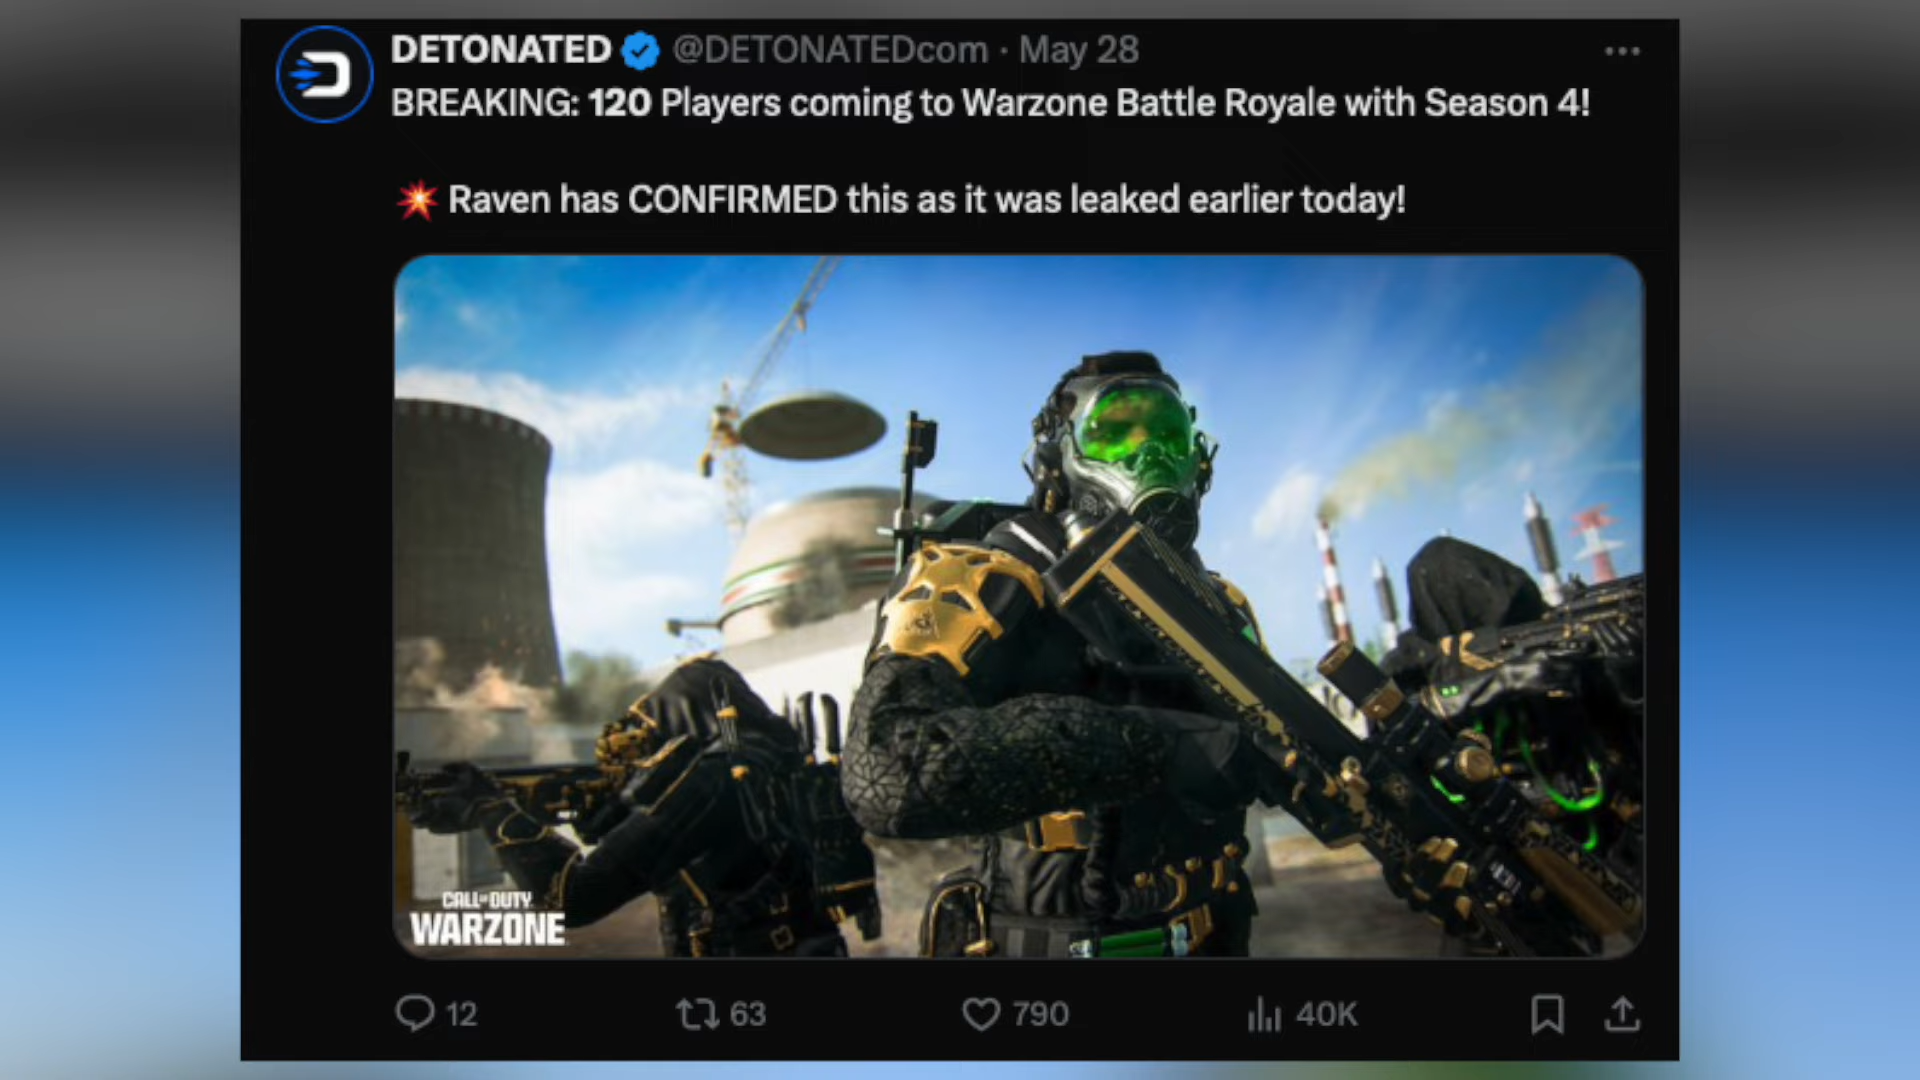 DETONATED @DETONATEDcom · May 28
BREAKING: 120 Players coming to Warzone Battle Royale with Season 4!
💥 Raven has CONFIRMED this as it was leaked earlier today!
CALL OF DUTY
WARZONE
12 63 790 40K